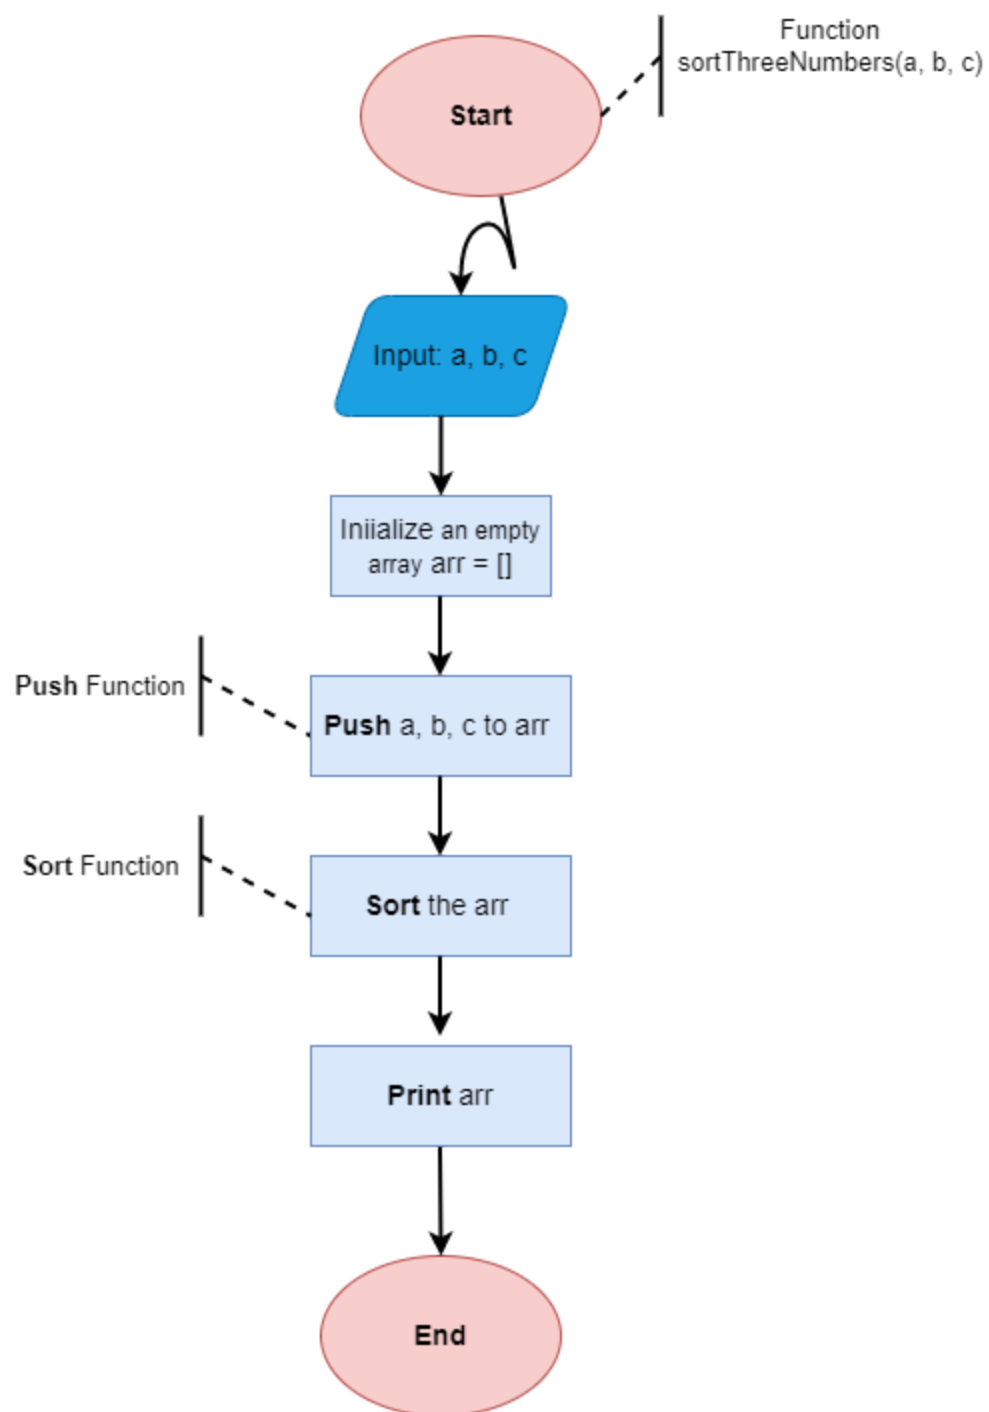 Function
sortThreeNumbers(a, b, c)
Start
Input: a, b, c
Iniialize an empty
array arr = []
Push Function
Push a, b, c to arr
Sort Function
Sort the arr
Print arr
End